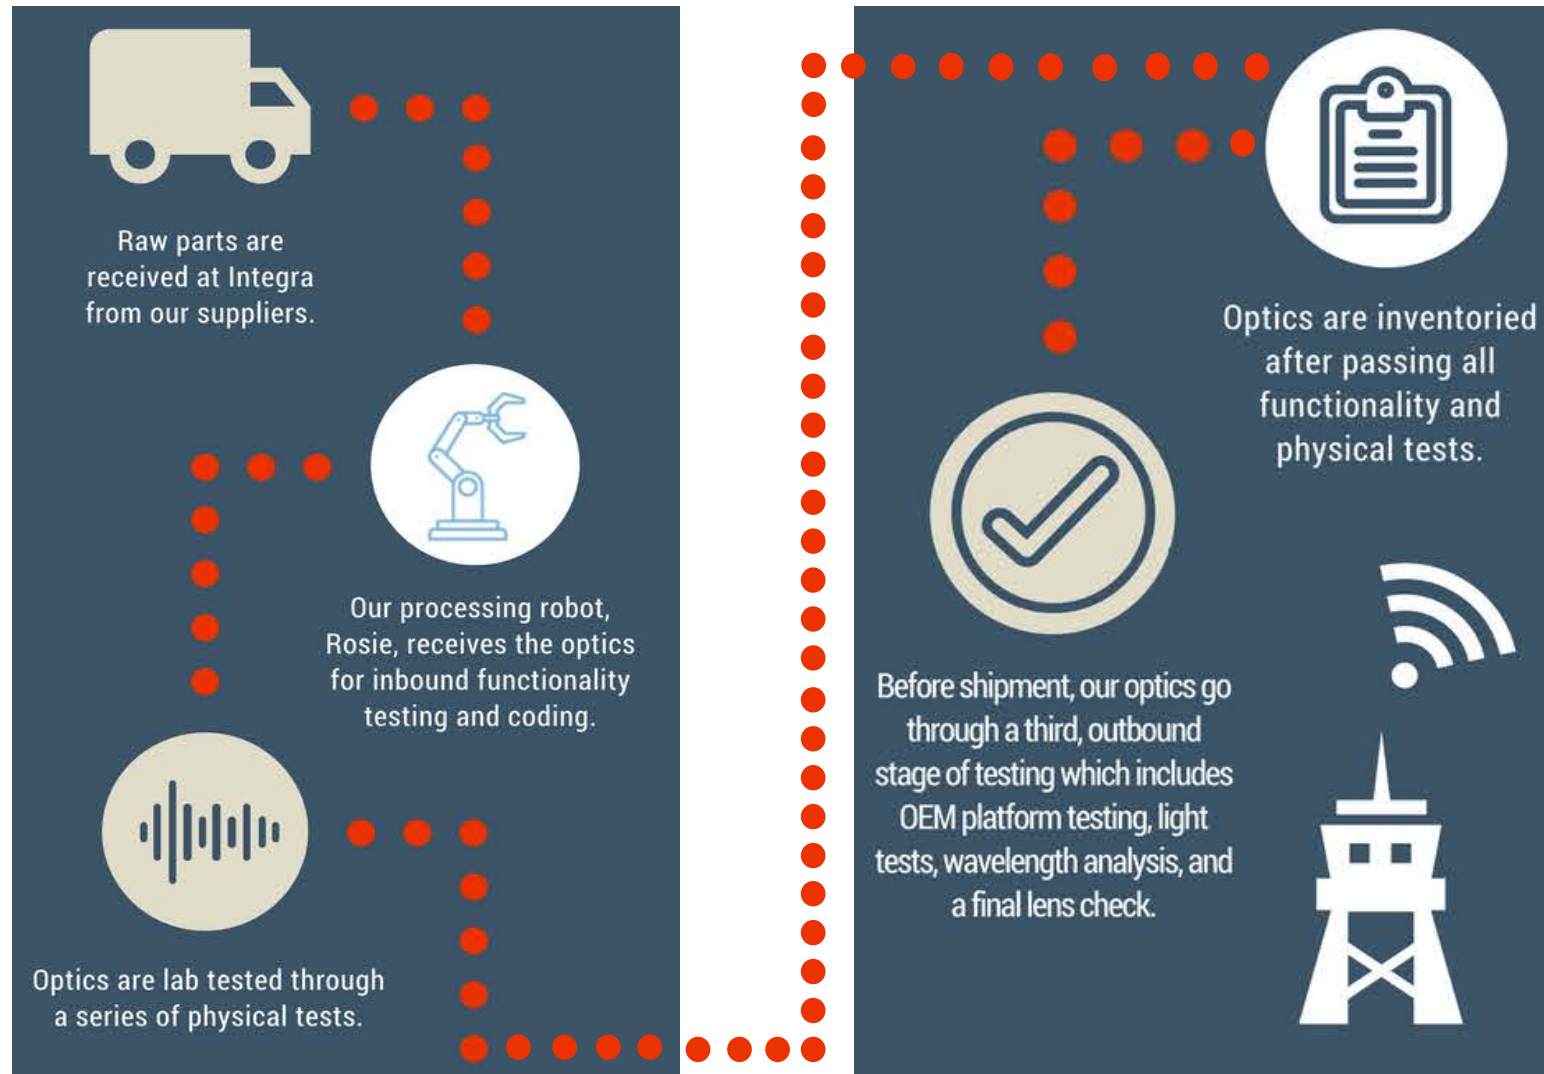 Raw parts are
received at Integra
from our suppliers.
Our processing robot,
Rosie, receives the optics
for inbound functionality
testing and coding.
Optics are lab tested through
a series of physical tests.
Optics are inventoried
after passing all
functionality and
physical tests.
Before shipment, our optics go
through a third, outbound
stage of testing which includes
OEM platform testing, light
tests, wavelength analysis, and
a final lens check.